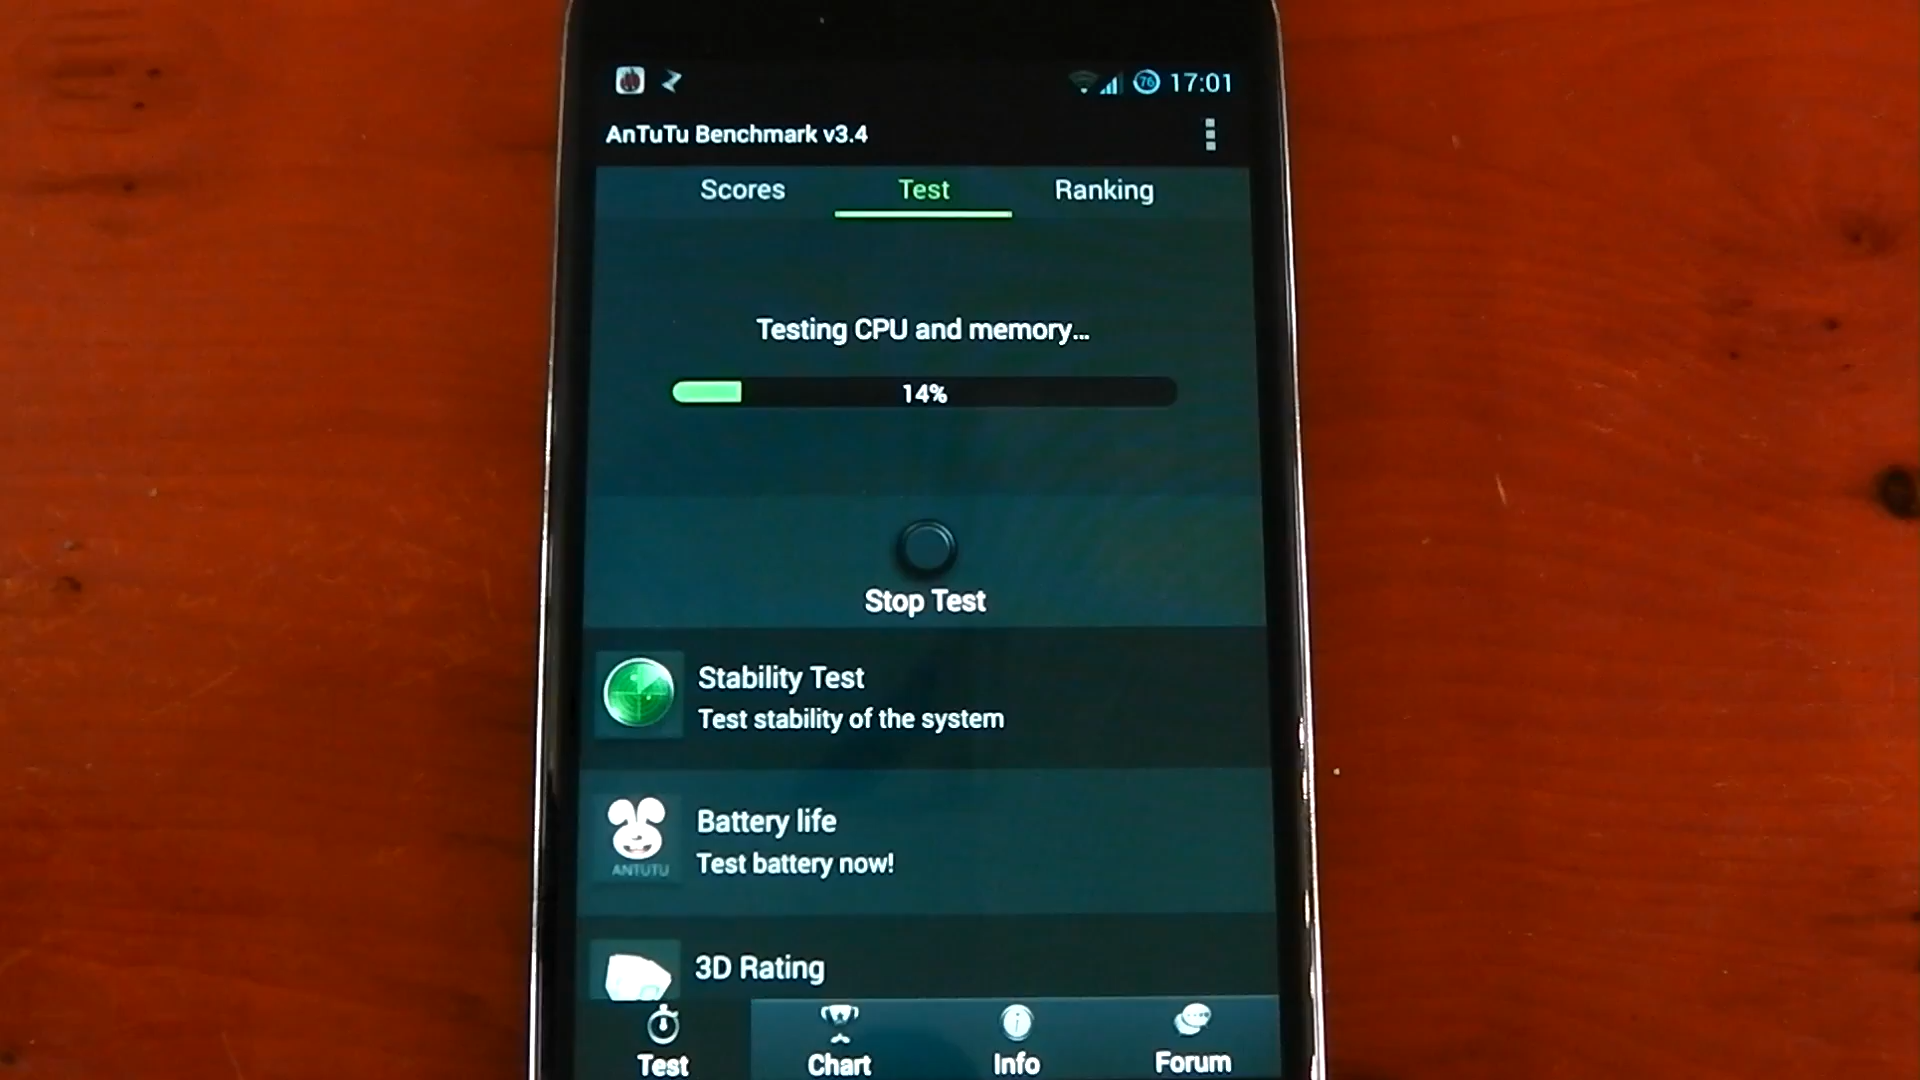 76 17:01
AnTuTu Benchmark v3.4
Scores Test Ranking
Testing CPU and memory...
14%
Stop Test
Stability Test
Test stability of the system
Battery life
Test battery now!
ANTUTU
3D Rating
Test Chart Info Forum